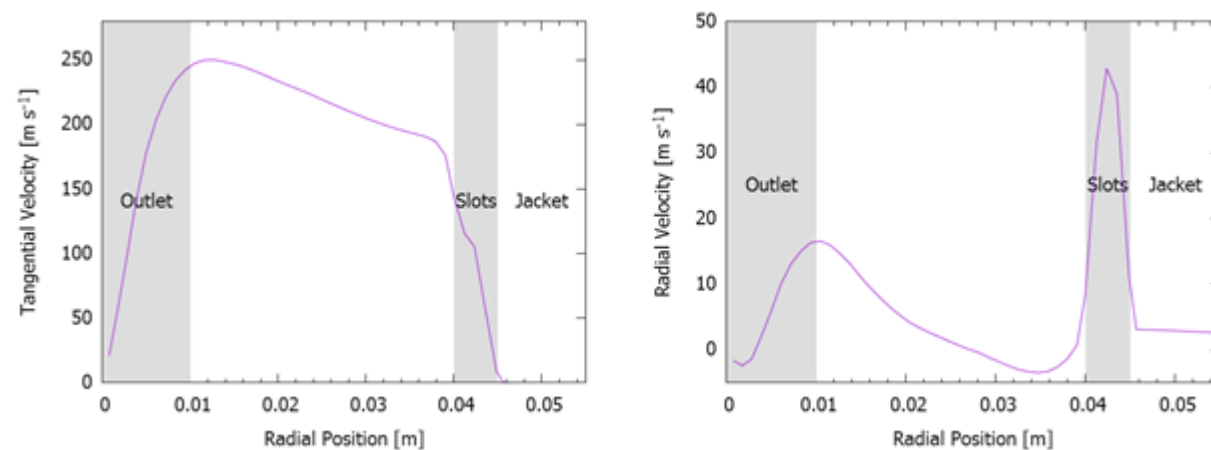 250
200
150
100
50
0
Tangential Velocity [m s⁻¹]
Outlet
Slots
Jacket
0 0.01 0.02 0.03 0.04 0.05
Radial Position [m]
50
40
30
20
10
0
Radial Velocity [m s⁻¹]
Outlet
Slots
Jacket
0 0.01 0.02 0.03 0.04 0.05
Radial Position [m]